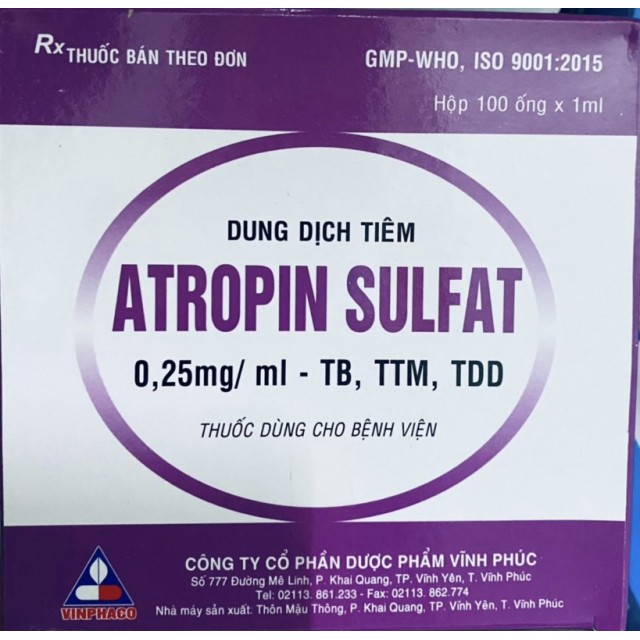 Rx THUỐC BÁN THEO ĐƠN
GMP-WHO, ISO 9001:2015
Hộp 100 ống x 1ml
DUNG DỊCH TIÊM
ATROPIN SULFAT
0,25mg/ ml - TB, TTM, TDD
THUỐC DÙNG CHO BỆNH VIỆN
CÔNG TY CỔ PHẦN DƯỢC PHẨM VĨNH PHÚC
Số 777 Đường Mê Linh, P. Khai Quang, TP. Vĩnh Yên, T. Vĩnh Phúc
Tel: 02113. 861.233 - Fax: 02113. 862.774
Nhà máy sản xuất: Thôn Mậu Thông, P. Khai Quang, TP. Vĩnh Yên, T. Vĩnh Phúc
VINPHACO